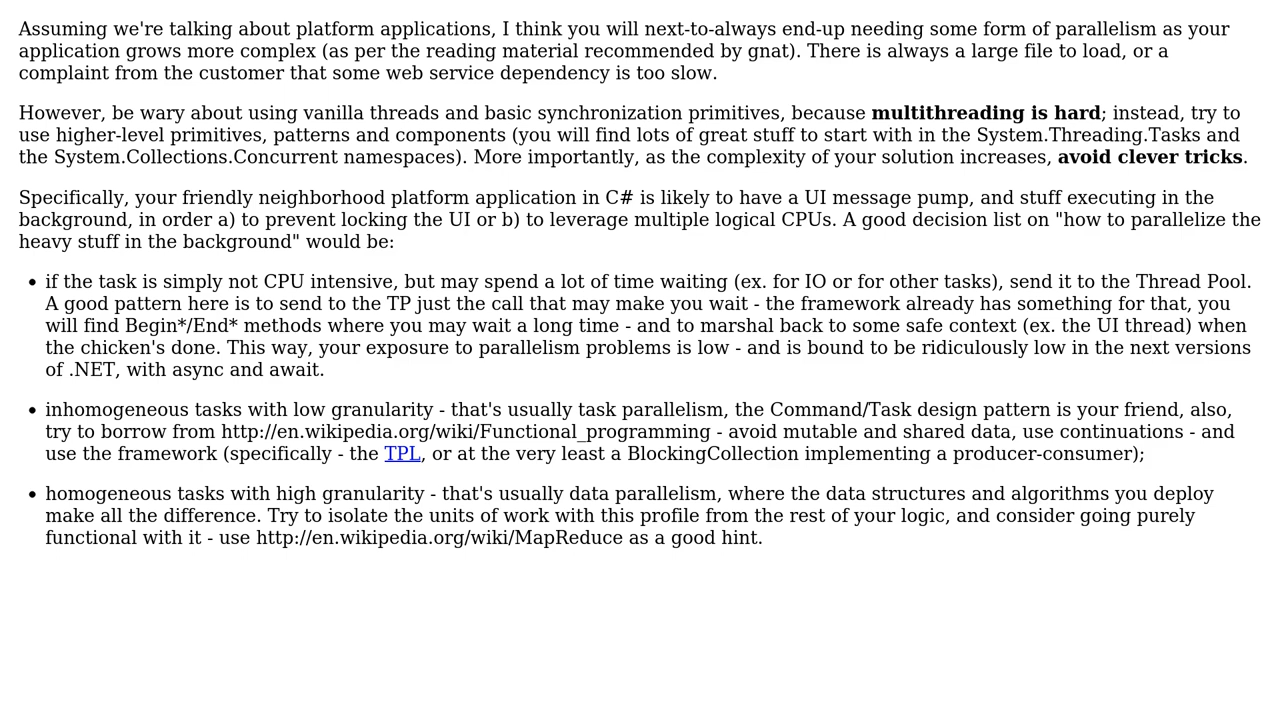 Assuming we're talking about platform applications, I think you will next-to-always end-up needing some form of parallelism as your
application grows more complex (as per the reading material recommended by gnat). There is always a large file to load, or a
complaint from the customer that some web service dependency is too slow.
However, be wary about using vanilla threads and basic synchronization primitives, because multithreading is hard; instead, try to
use higher-level primitives, patterns and components (you will find lots of great stuff to start with in the System.Threading.Tasks and
the System.Collections.Concurrent namespaces). More importantly, as the complexity of your solution increases, avoid clever tricks.
Specifically, your friendly neighborhood platform application in C# is likely to have a UI message pump, and stuff executing in the
background, in order a) to prevent locking the UI or b) to leverage multiple logical CPUs. A good decision list on "how to parallelize the
heavy stuff in the background" would be:
• if the task is simply not CPU intensive, but may spend a lot of time waiting (ex. for IO or for other tasks), send it to the Thread Pool.
A good pattern here is to send to the TP just the call that may make you wait - the framework already has something for that, you
will find Begin*/End* methods where you may wait a long time - and to marshal back to some safe context (ex. the UI thread) when
the chicken's done. This way, your exposure to parallelism problems is low - and is bound to be ridiculously low in the next versions
of .NET, with async and await.
• inhomogeneous tasks with low granularity - that's usually task parallelism, the Command/Task design pattern is your friend, also,
try to borrow from http://en.wikipedia.org/wiki/Functional_programming - avoid mutable and shared data, use continuations - and
use the framework (specifically - the TPL, or at the very least a BlockingCollection implementing a producer-consumer);
• homogeneous tasks with high granularity - that's usually data parallelism, where the data structures and algorithms you deploy
make all the difference. Try to isolate the units of work with this profile from the rest of your logic, and consider going purely
functional with it - use http://en.wikipedia.org/wiki/MapReduce as a good hint.